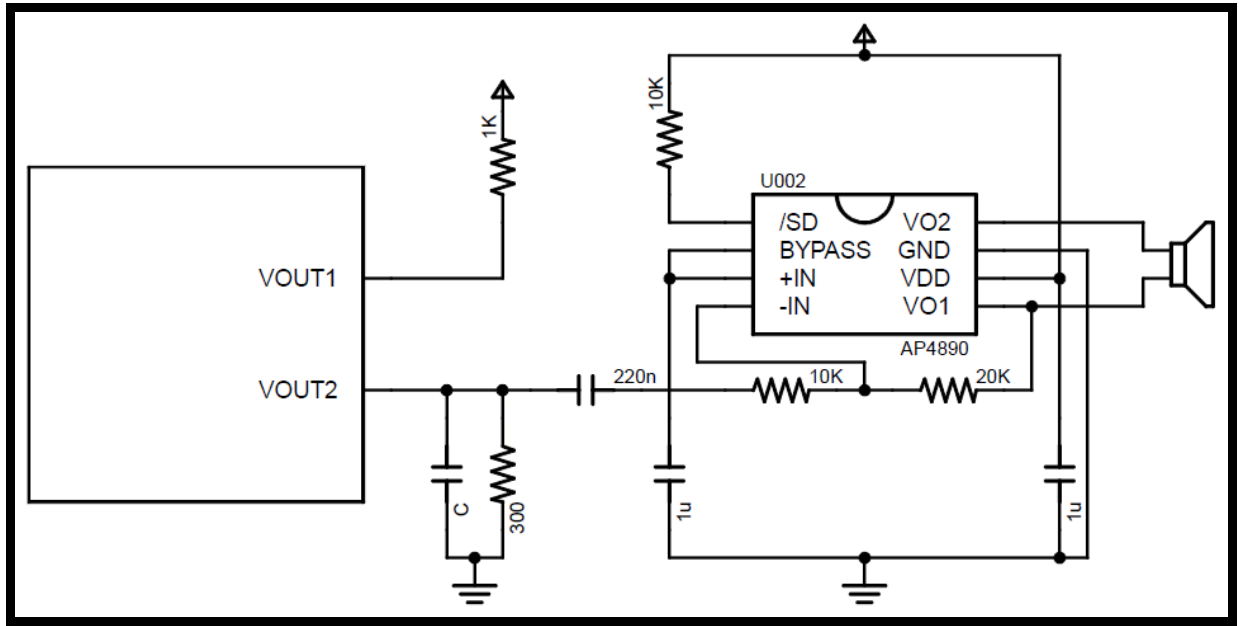 1K
10K
U002
/SD
VO2
BYPASS
GND
VOUT1
+IN
VDD
-IN
VO1
AP4890
VOUT2
220n
10K
20K
C
300
1u
1u